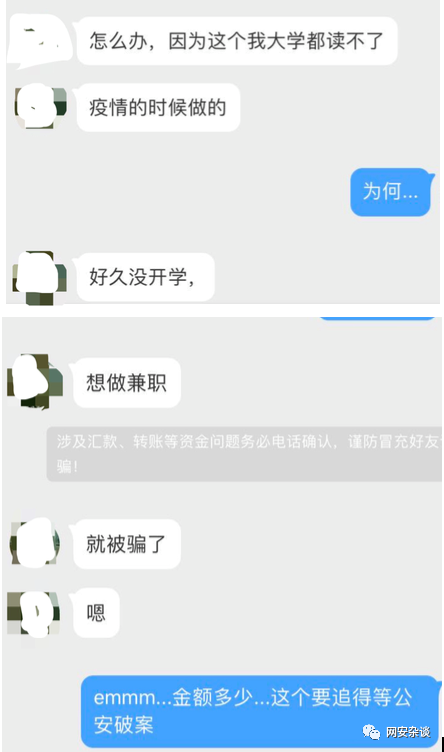 怎么办，因为这个我大学都读不了
疫情的时候做的
为何...
好久没开学，
想做兼职
涉及汇款、转账等资金问题务必电话确认，谨防冒充好友
骗！
就被骗了
嗯
emmm...金额多少...这个要追得等公
安破案
网安杂谈